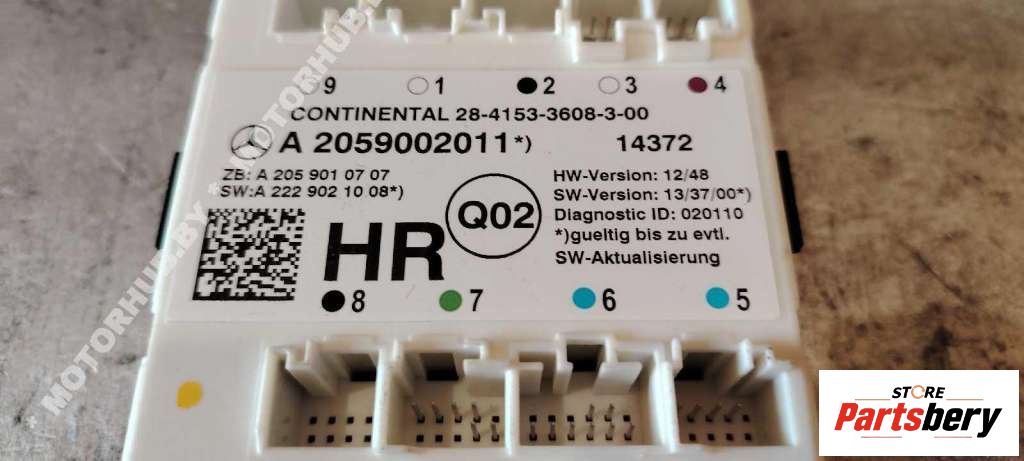 9 1 2 3 4
CONTINENTAL 28-4153-3608-3-00
A 2059002011*) 14372
ZB: A 205 901 07 07
SW:A 222 902 10 08*)
HW-Version: 12/48
SW-Version: 13/37/00*)
Diagnostic ID: 020110
*)gueltig bis zu evtl.
SW-Aktualisierung
Q02
HR
8 7 6 5
* MOTORHUB.BY * MOTORHUB.BY
STORE
Partsbery